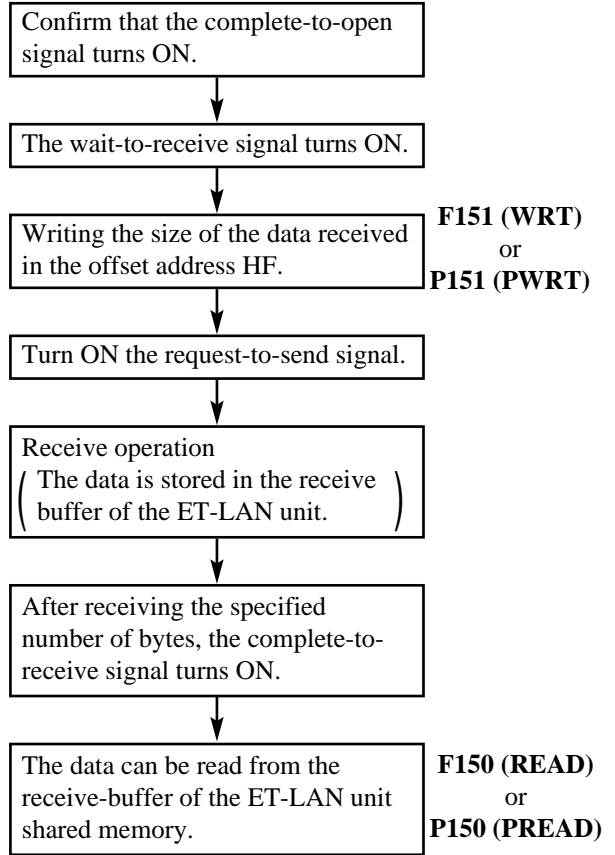 Confirm that the complete-to-open
signal turns ON.
The wait-to-receive signal turns ON.
Writing the size of the data received
in the offset address HF.
F151 (WRT)
or
P151 (PWRT)
Turn ON the request-to-send signal.
Receive operation
( The data is stored in the receive
buffer of the ET-LAN unit. )
After receiving the specified
number of bytes, the complete-to-
receive signal turns ON.
The data can be read from the
receive-buffer of the ET-LAN unit
shared memory.
F150 (READ)
or
P150 (PREAD)